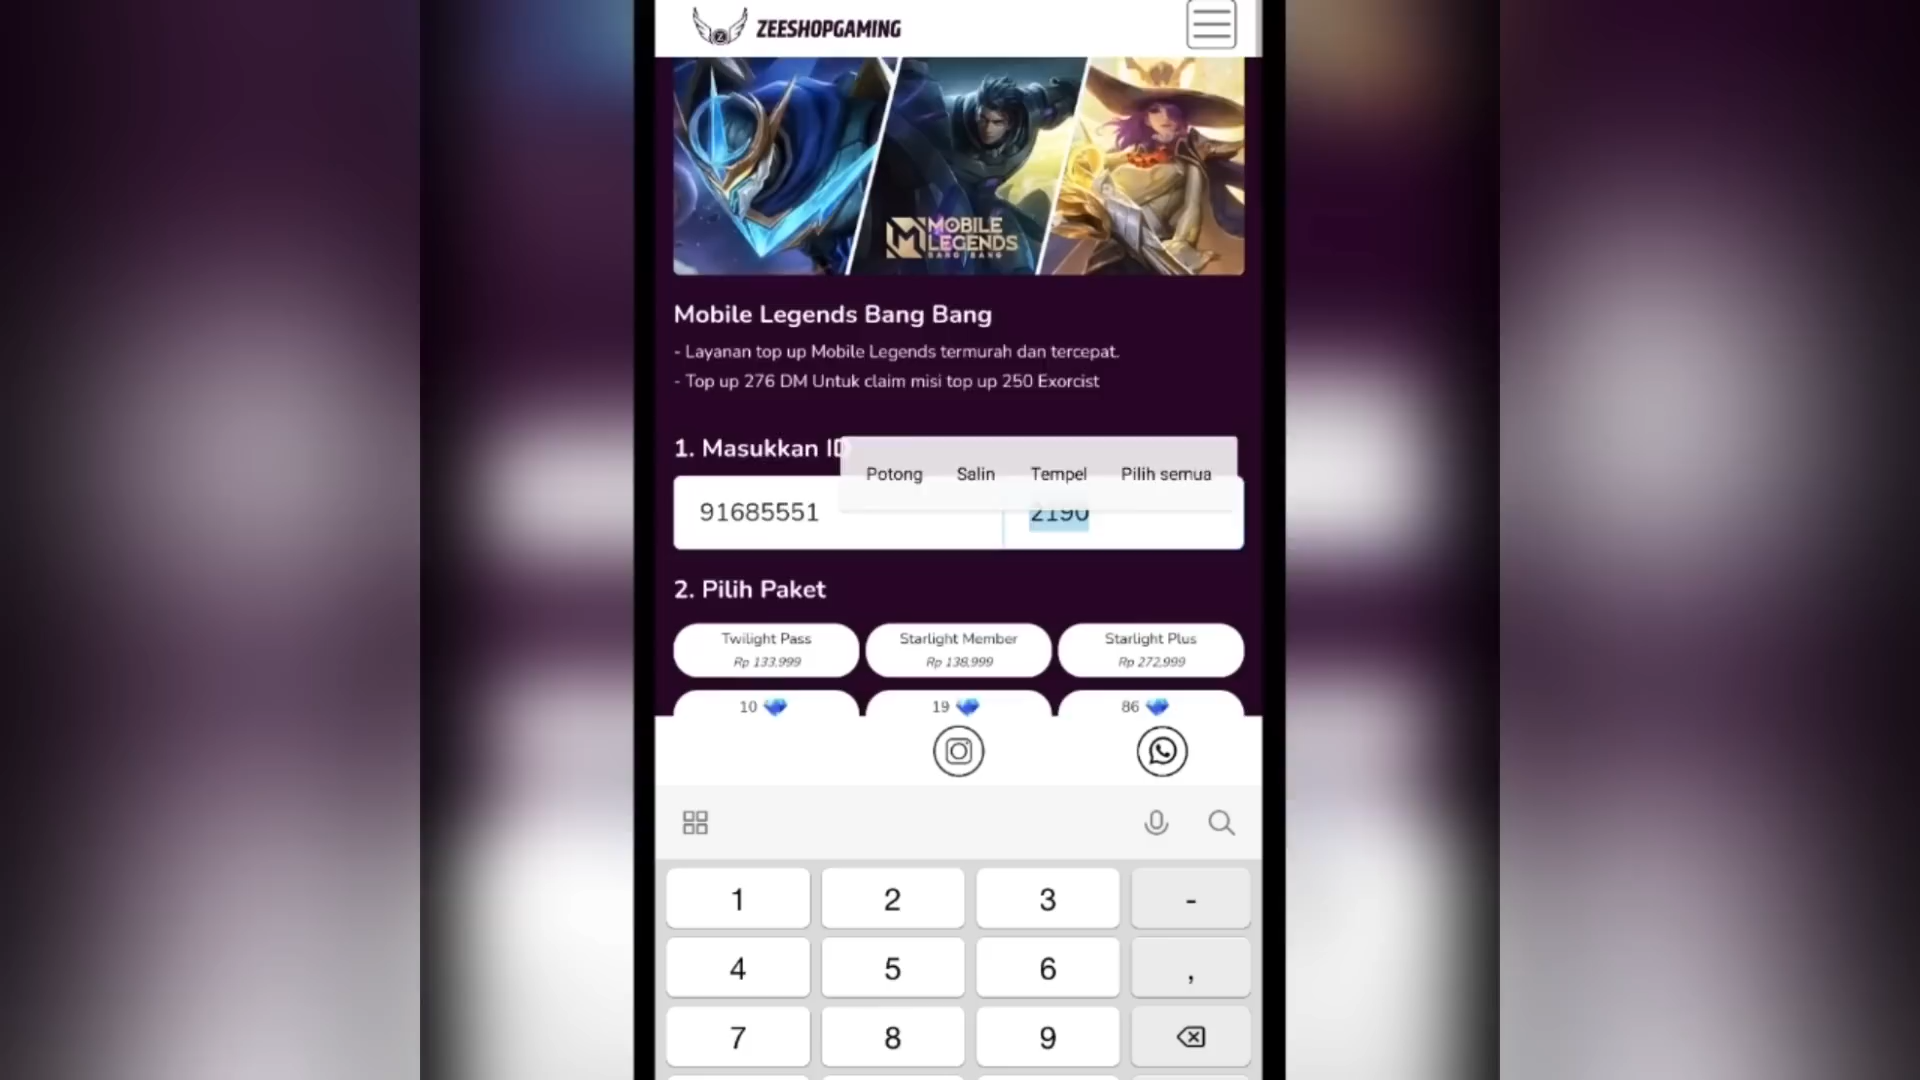 ZEESHOPGAMING
MOBILE
LEGENDS
BANG BANG
Mobile Legends Bang Bang
- Layanan top up Mobile Legends termurah dan tercepat.
- Top up 276 DM Untuk claim misi top up 250 Exorcist
1. Masukkan ID
Potong Salin Tempel Pilih semua
91685551 2190
2. Pilih Paket
Twilight Pass Starlight Member Starlight Plus
Rp 133,999 Rp 138,999 Rp 272,999
10 19 86
1 2 3 -
4 5 6 ,
7 8 9